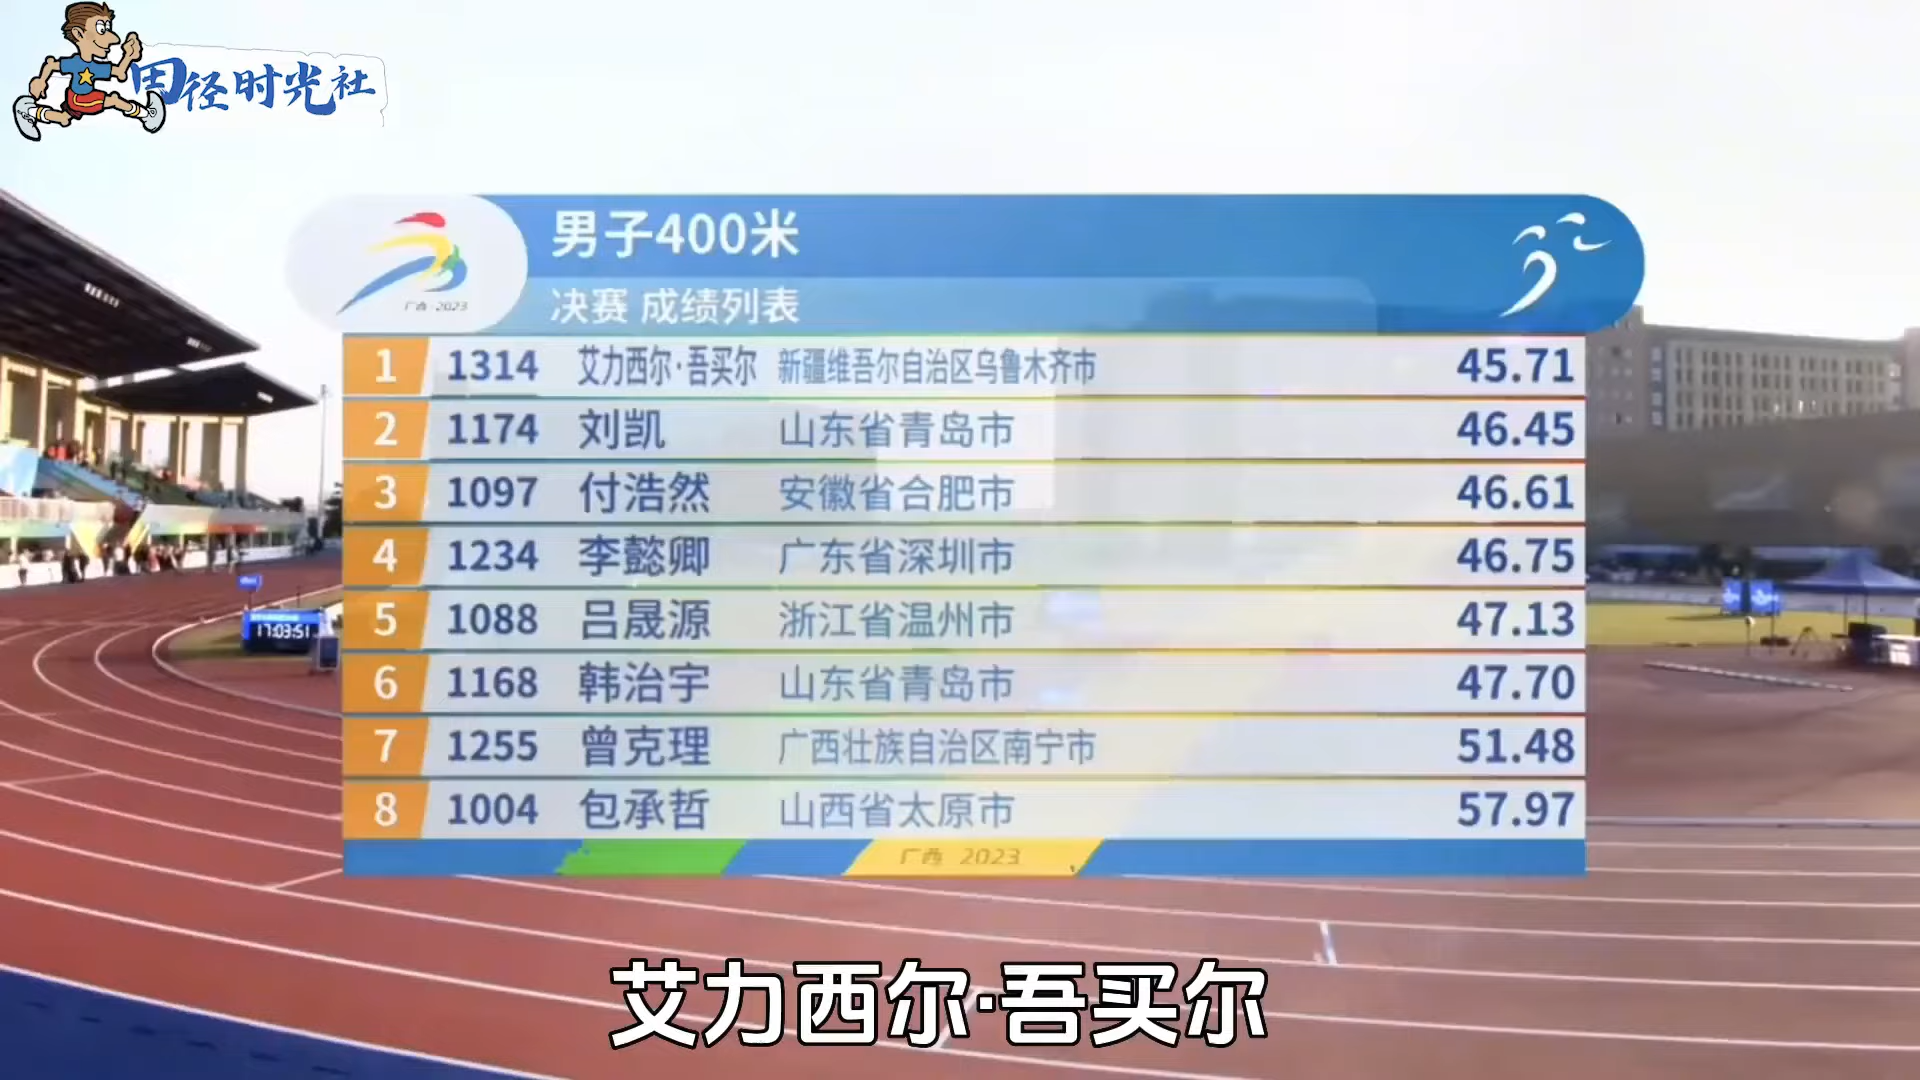 田径时光社
男子400米
广西 2023
决赛 成绩列表
1 1314 艾力西尔·吾买尔 新疆维吾尔自治区乌鲁木齐市 45.71
2 1174 刘凯 山东省青岛市 46.45
3 1097 付浩然 安徽省合肥市 46.61
4 1234 李懿卿 广东省深圳市 46.75
5 1088 吕晟源 浙江省温州市 47.13
6 1168 韩治宇 山东省青岛市 47.70
7 1255 曾克理 广西壮族自治区南宁市 51.48
8 1004 包承哲 山西省太原市 57.97
17:03:51
广西 2023
艾力西尔·吾买尔